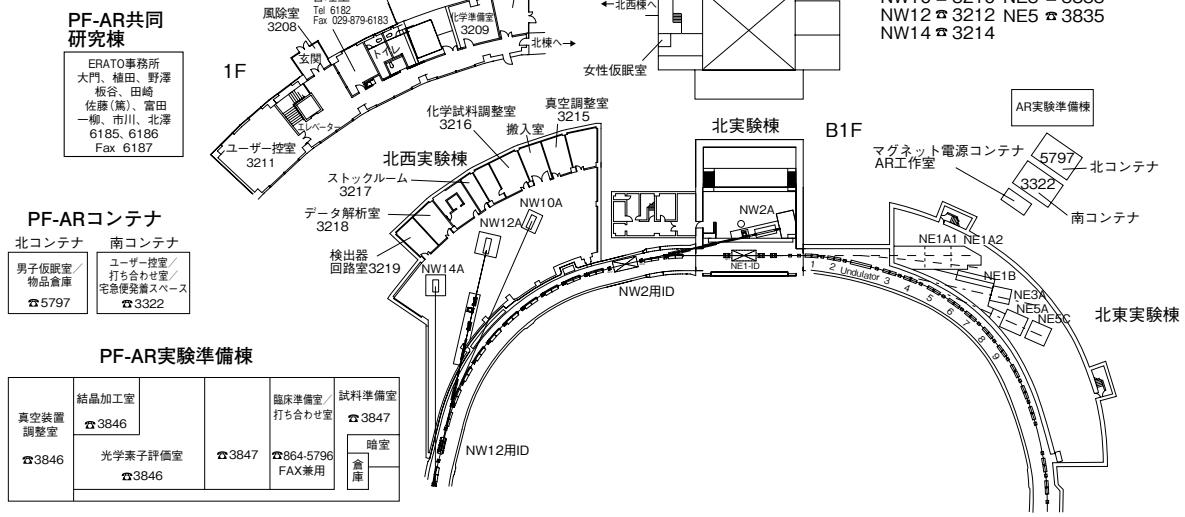 PF-AR共同
研究棟
ERATO事務所
大門、植田、野澤
板谷、田崎
佐藤(篤)、富田
一柳、市川、北澤
6185、6186
Fax 6187
1F
風除室
3208
Tel 6182
Fax 029-879-6183
玄関
トイレ
化学準備室
3209
北棟へ→
エレベーター
ユーザー控室
3211
←北西棟へ
女性仮眠室
NW12 ☎ 3212 NE5 ☎ 3835
NW14 ☎ 3214
北西実験棟
化学試料調整室
3216
搬入室
真空調整室
3215
ストックルーム
3217
データ解析室
3218
検出器
回路室3219
NW10A
NW12A
NW14A
北実験棟
B1F
NW2A
NE1-ID
NW2用ID
NW12用ID
1 2 Undulator 3 4 5 6 7 8 9
AR実験準備棟
マグネット電源コンテナ
AR工作室
5797
3322
北コンテナ
南コンテナ
NE1A1 NE1A2
NE1B
NE3A
NE5A
NE5C
北東実験棟
PF-ARコンテナ
北コンテナ
男子仮眠室/
物品倉庫
☎5797
南コンテナ
ユーザー控室/
打ち合わせ室/
宅急便発着スペース
☎3322
PF-AR実験準備棟
真空装置
調整室
☎3846
結晶加工室
☎3846
光学素子評価室
☎3846
☎3847
臨床準備室/
打ち合わせ室
☎864-5796
FAX兼用
試料準備室
☎3847
暗室
倉庫